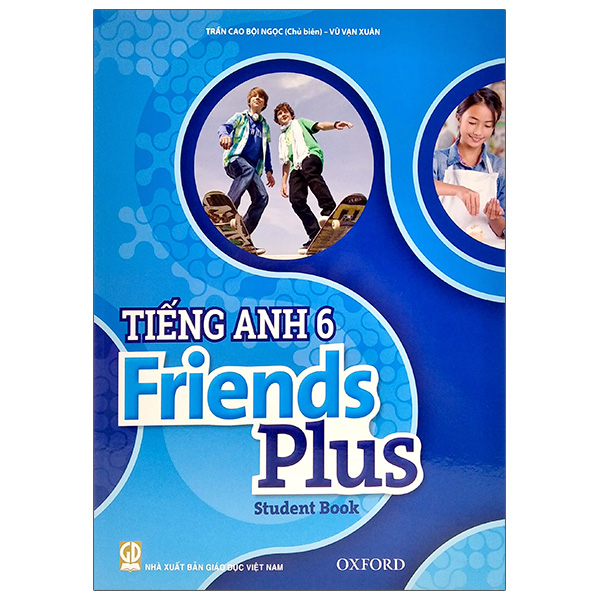 TRẦN CAO BỘI NGỌC (Chủ biên) – VŨ VẠN XUÂN
TIẾNG ANH 6
Friends
Plus
Student Book
GD
NHÀ XUẤT BẢN GIÁO DỤC VIỆT NAM
OXFORD